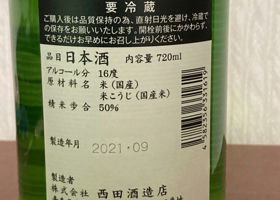 要冷蔵
ご購入後は品質保持の為、直射日光を避け、冷蔵で
の保存をお願いいたします。開栓前後にかかわらず、
できるだけお早めにお召し上がりください。
品目 日本酒 内容量 720ml
アルコール分 16度
原材料名 米（国産）
米こうじ（国産米）
精米歩合 50％
製造年月 2021・09
製造者
株式会社 西田酒造店
4582356331619